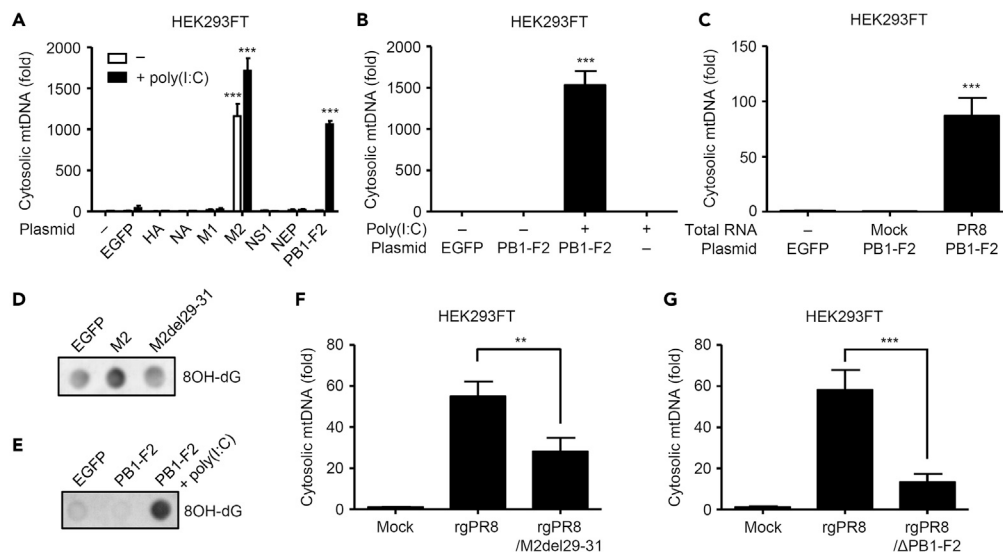 A
HEK293FT
Cytosolic mtDNA (fold)
2000
1500
1000
500
0
–
+ poly(I:C)
***
***
***
Plasmid
– EGFP HA NA M1 M2 NS1 NEP PB1-F2
B
HEK293FT
Cytosolic mtDNA (fold)
2000
1500
1000
500
0
***
Poly(I:C) – – + +
Plasmid EGFP PB1-F2 PB1-F2 –
C
HEK293FT
Cytosolic mtDNA (fold)
150
100
50
0
***
Total RNA – Mock PR8
Plasmid EGFP PB1-F2 PB1-F2
D
EGFP M2 M2del29-31
8OH-dG
E
EGFP PB1-F2 PB1-F2
+ poly(I:C)
8OH-dG
F
HEK293FT
Cytosolic mtDNA (fold)
80
60
40
20
0
**
Mock rgPR8 rgPR8
/M2del29-31
G
HEK293FT
Cytosolic mtDNA (fold)
80
60
40
20
0
***
Mock rgPR8 rgPR8
/ΔPB1-F2